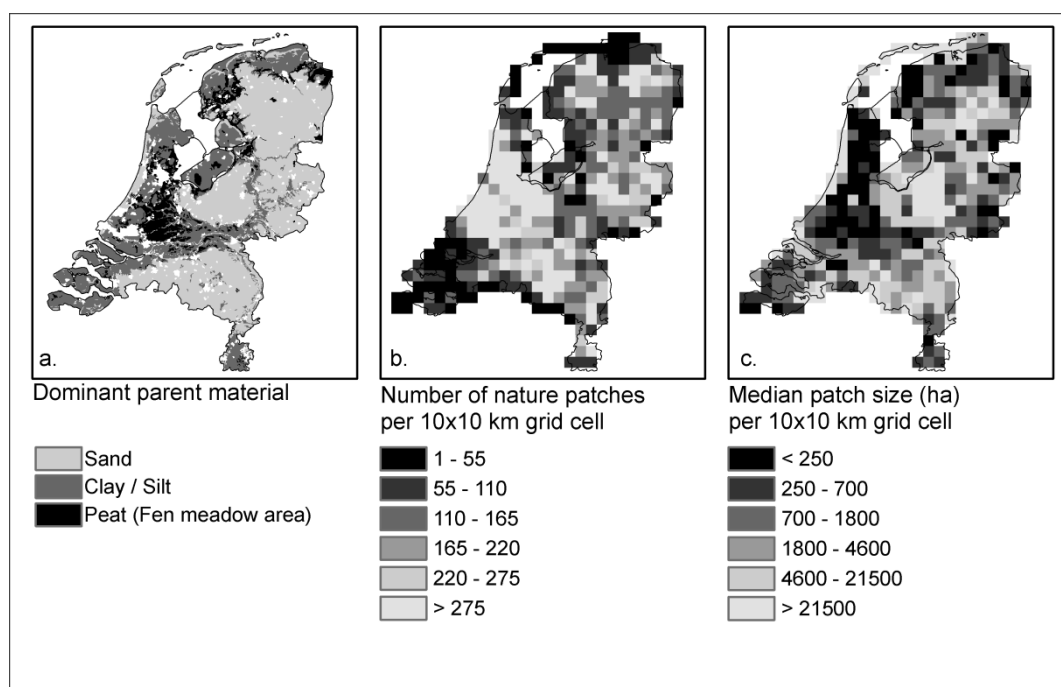 a.
Dominant parent material
Sand
Clay / Silt
Peat (Fen meadow area)
b.
Number of nature patches
per 10x10 km grid cell
1 - 55
55 - 110
110 - 165
165 - 220
220 - 275
> 275
c.
Median patch size (ha)
per 10x10 km grid cell
< 250
250 - 700
700 - 1800
1800 - 4600
4600 - 21500
> 21500